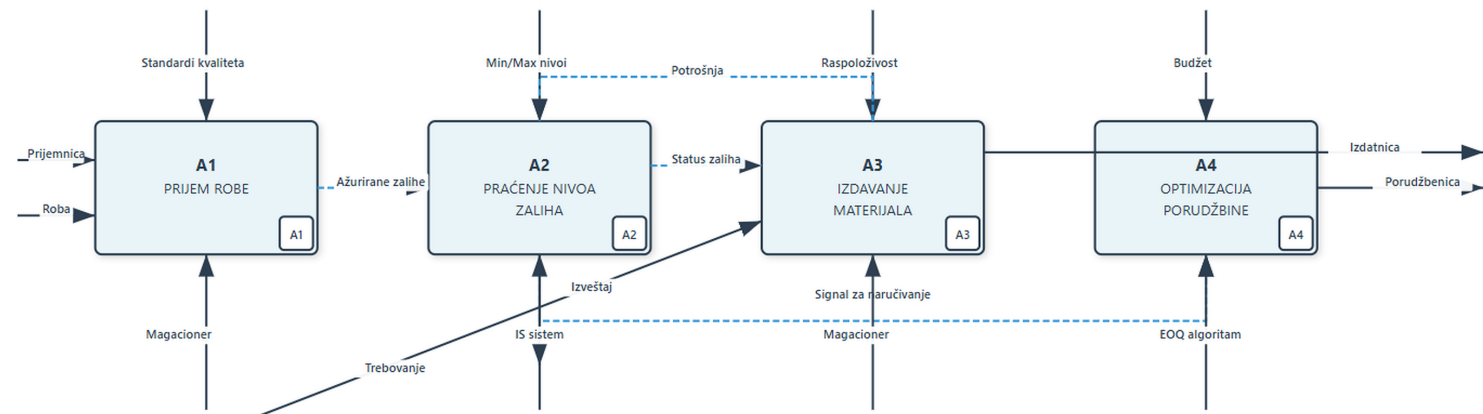 Standardi kvaliteta
Min/Max nivoi
Potrošnja
Raspoloživost
Budžet
Prijemnica
Roba
A1
PRIJEM ROBE
A1
Ažurirane zalihe
A2
PRAĆENJE NIVOA
ZALIHA
A2
Status zaliha
A3
IZDAVANJE
MATERIJALA
A3
A4
OPTIMIZACIJA
PORUDŽBINE
A4
Izdatnica
Porudžbenica
Izveštaj
Signal za naručivanje
Magacioner
IS sistem
Magacioner
EOQ algoritam
Trebovanje